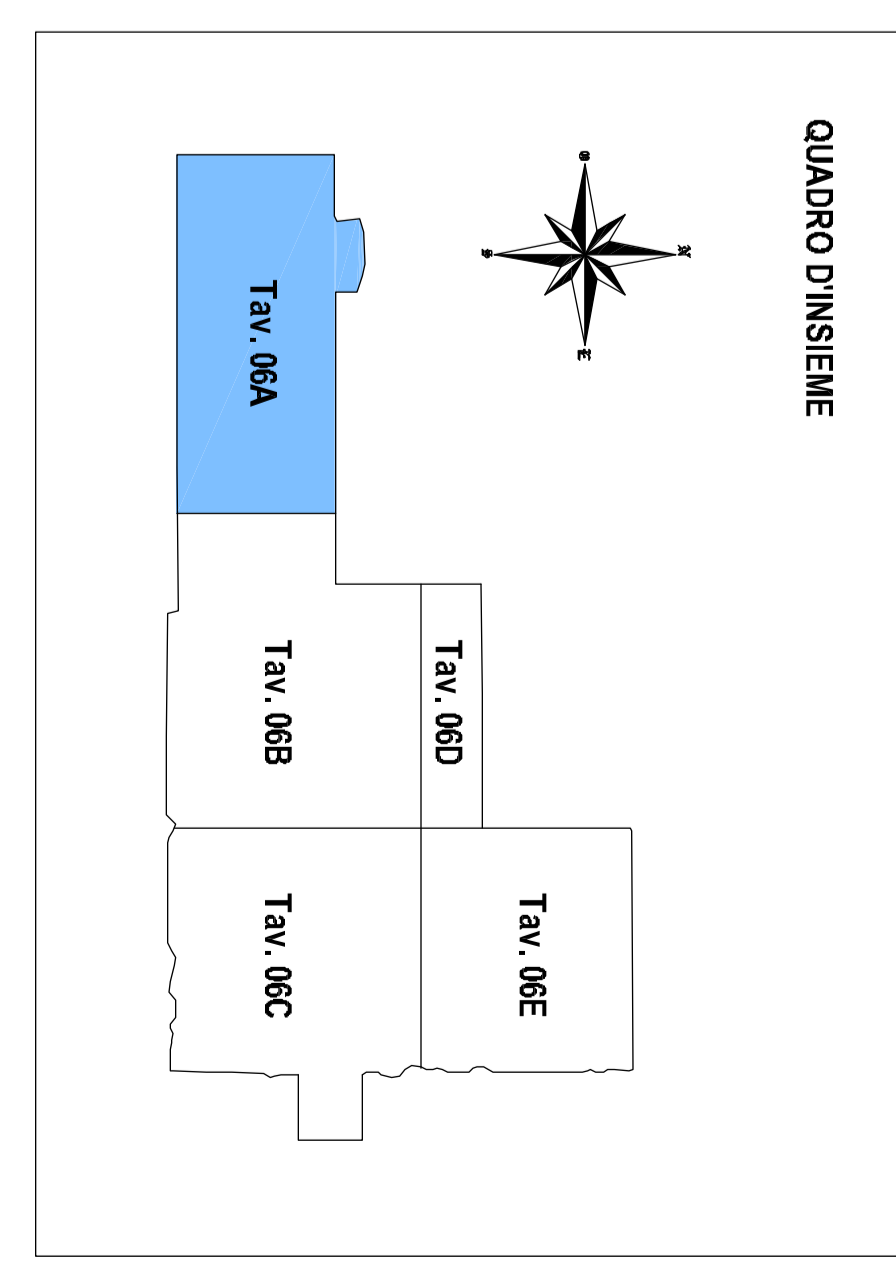 QUADRO D'INSIEME
N
O
E
S
Tav. 06A
Tav. 06D
Tav. 06B
Tav. 06E
Tav. 06C